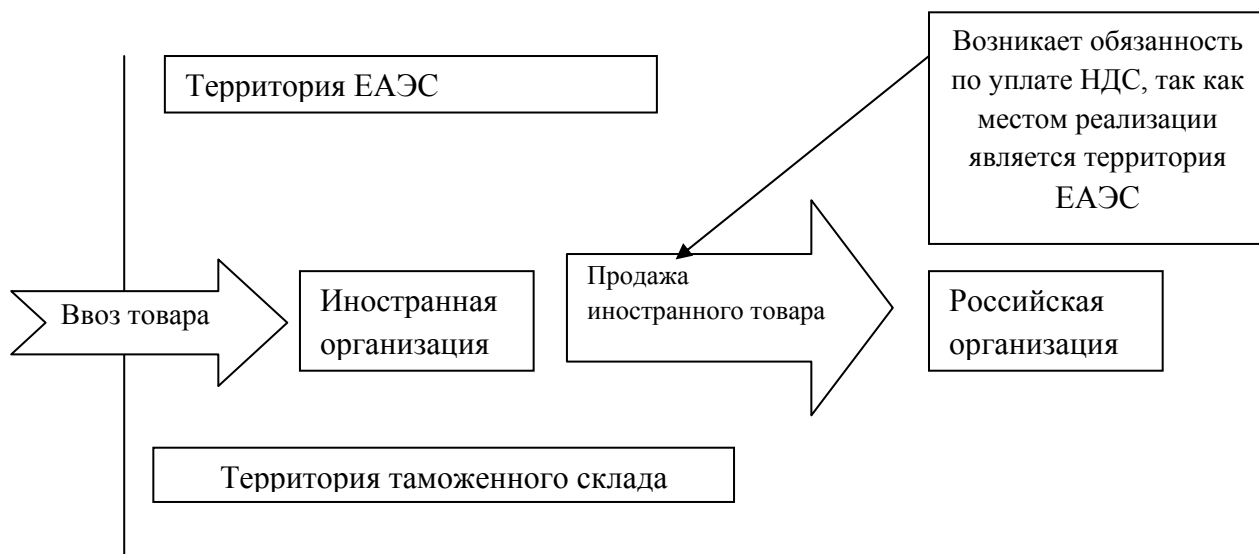 Территория ЕАЭС
Возникает обязанность
по уплате НДС, так как
местом реализации
является территория
ЕАЭС
Ввоз товара
Иностранная
организация
Продажа
иностранного товара
Российская
организация
Территория таможенного склада